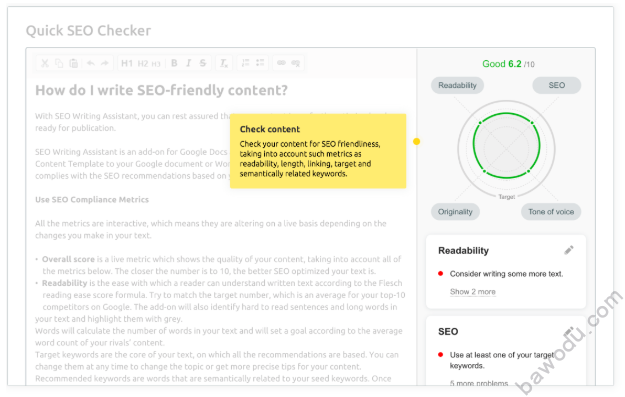 Quick SEO Checker
H1 H2 H3 B I S
How do I write SEO-friendly content?
With SEO Writing Assistant, you can rest assured
ready for publication.
SEO Writing Assistant is an add-on for Google Docs
Content Template to your Google document or
complies with the SEO recommendations based on
Use SEO Compliance Metrics
All the metrics are interactive, which means they are altering on a live basis depending on the
changes you make in your text.
• Overall score is a live metric which shows the quality of your content, taking into account all of
the metrics below. The closer the number is to 10, the better SEO optimized your text is.
• Readability is the ease with which a reader can understand written text according to the Flesch
reading ease score formula. Try to match the target number, which is an average for your top-10
competitors on Google. The add-on will also identify hard to read sentences and long words in
your text and highlight them with grey.
Words will calculate the number of words in your text and will set a goal according to the average
word count of your rivals' content.
Target keywords are the core of your text, on which all the recommendations are based. You can
change them at any time to change the topic or get more precise tips for your content.
Recommended keywords are words that are semantically related to your seed keywords. Once
Check content
Check your content for SEO friendliness,
taking into account such metrics as
readability, length, linking, target and
semantically related keywords.
Good 6.2 /10
Readability
SEO
Target
Originality
Tone of voice
Readability
Consider writing some more text.
Show 2 more
SEO
Use at least one of your target
keywords.
5 more problems
bawodu.com